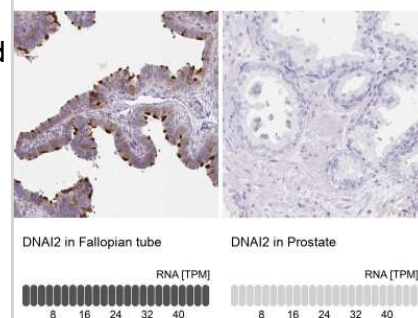 d
DNAI2 in Fallopian tube
DNAI2 in Prostate
RNA [TPM]
RNA [TPM]
8 16 24 32 40
8 16 24 32 40